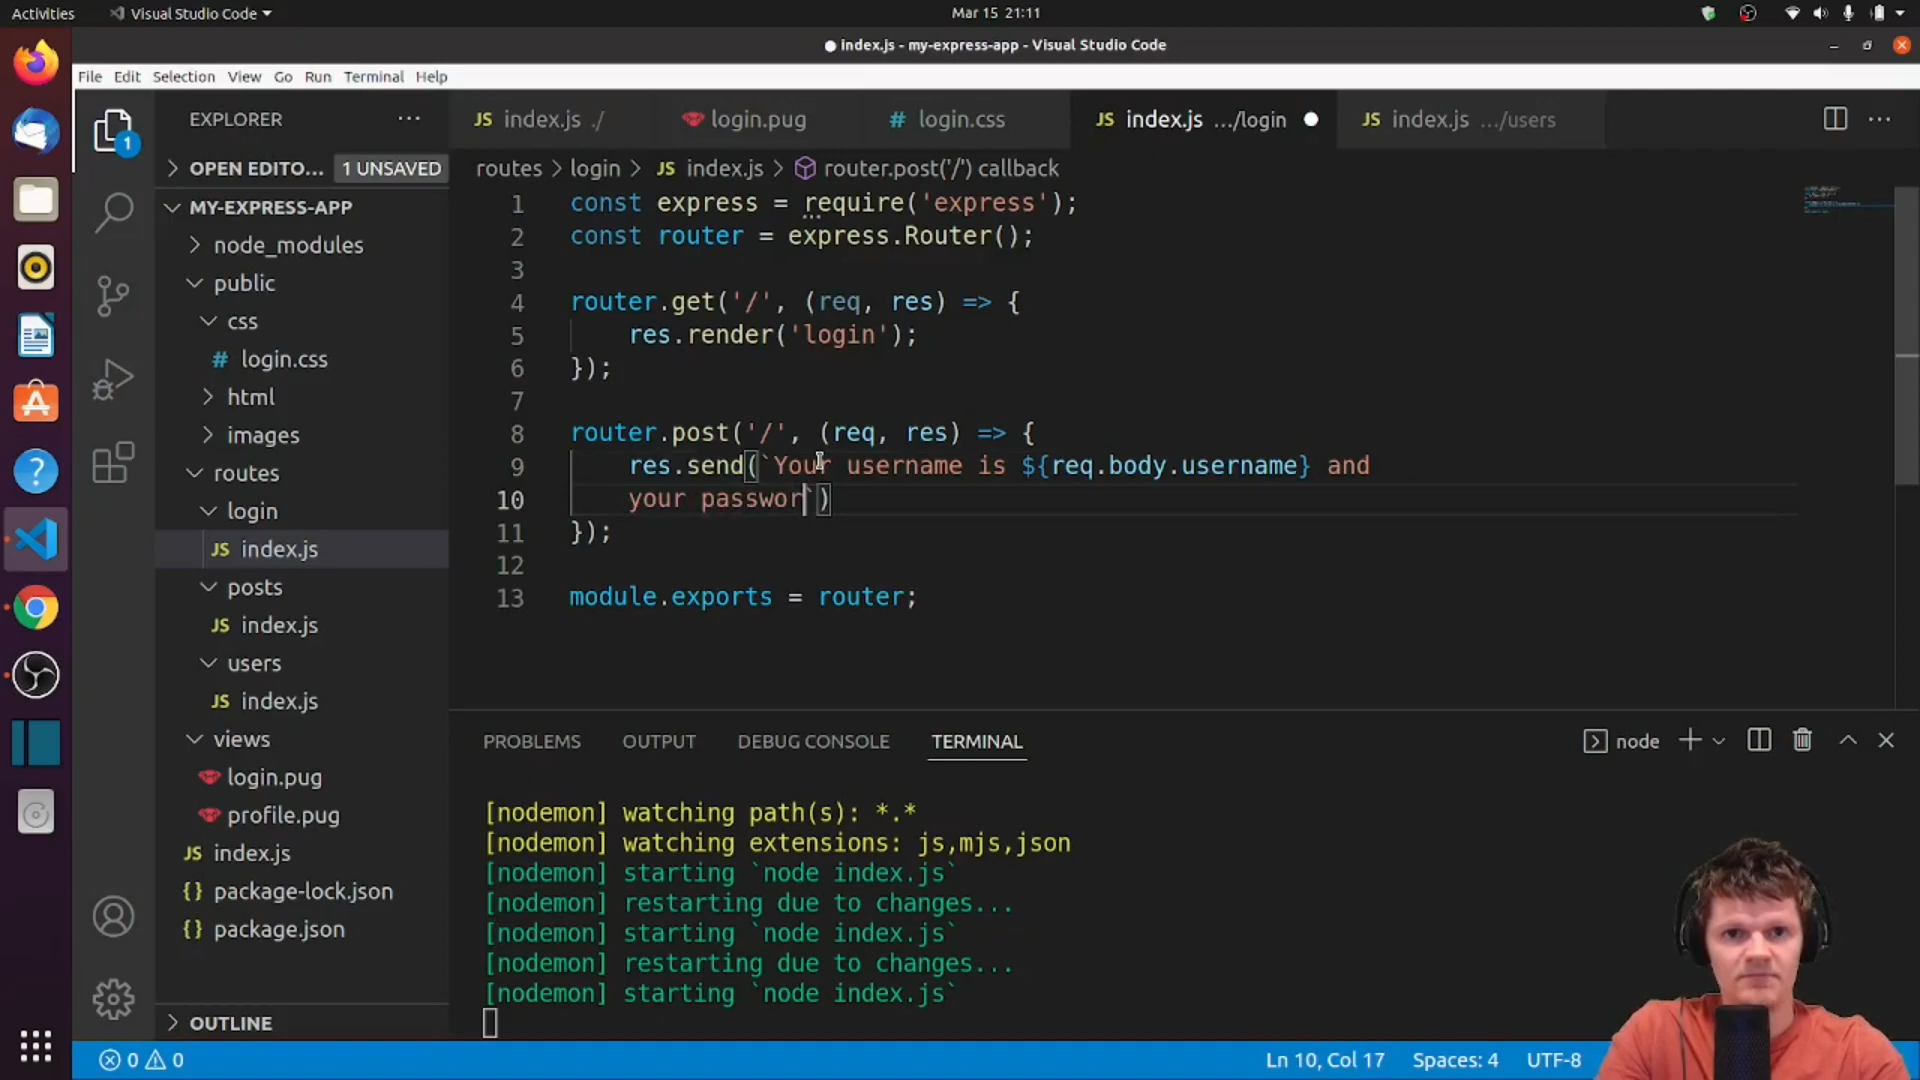 Activities
Visual Studio Code
Mar 15 21:11
index.js - my-express-app - Visual Studio Code
File Edit Selection View Go Run Terminal Help
EXPLORER
JS index.js ./
login.pug
# login.css
JS index.js .../login
JS index.js .../users
1
OPEN EDITO... 1 UNSAVED
routes > login > JS index.js > router.post('/') callback
MY-EXPRESS-APP
node_modules
public
css
# login.css
html
images
routes
login
JS index.js
posts
JS index.js
users
JS index.js
views
login.pug
profile.pug
JS index.js
{} package-lock.json
{} package.json
OUTLINE
1 const express = require('express');
2 const router = express.Router();
3
4 router.get('/', (req, res) => {
5 res.render('login');
6 });
7
8 router.post('/', (req, res) => {
9 res.send(`Your username is ${req.body.username} and
10 your passwor`)
11 });
12
13 module.exports = router;
PROBLEMS OUTPUT DEBUG CONSOLE TERMINAL
node
[nodemon] watching path(s): *.*
[nodemon] watching extensions: js,mjs,json
[nodemon] starting `node index.js`
[nodemon] restarting due to changes...
[nodemon] starting `node index.js`
[nodemon] restarting due to changes...
[nodemon] starting `node index.js`
0 0
Ln 10, Col 17 Spaces: 4 UTF-8